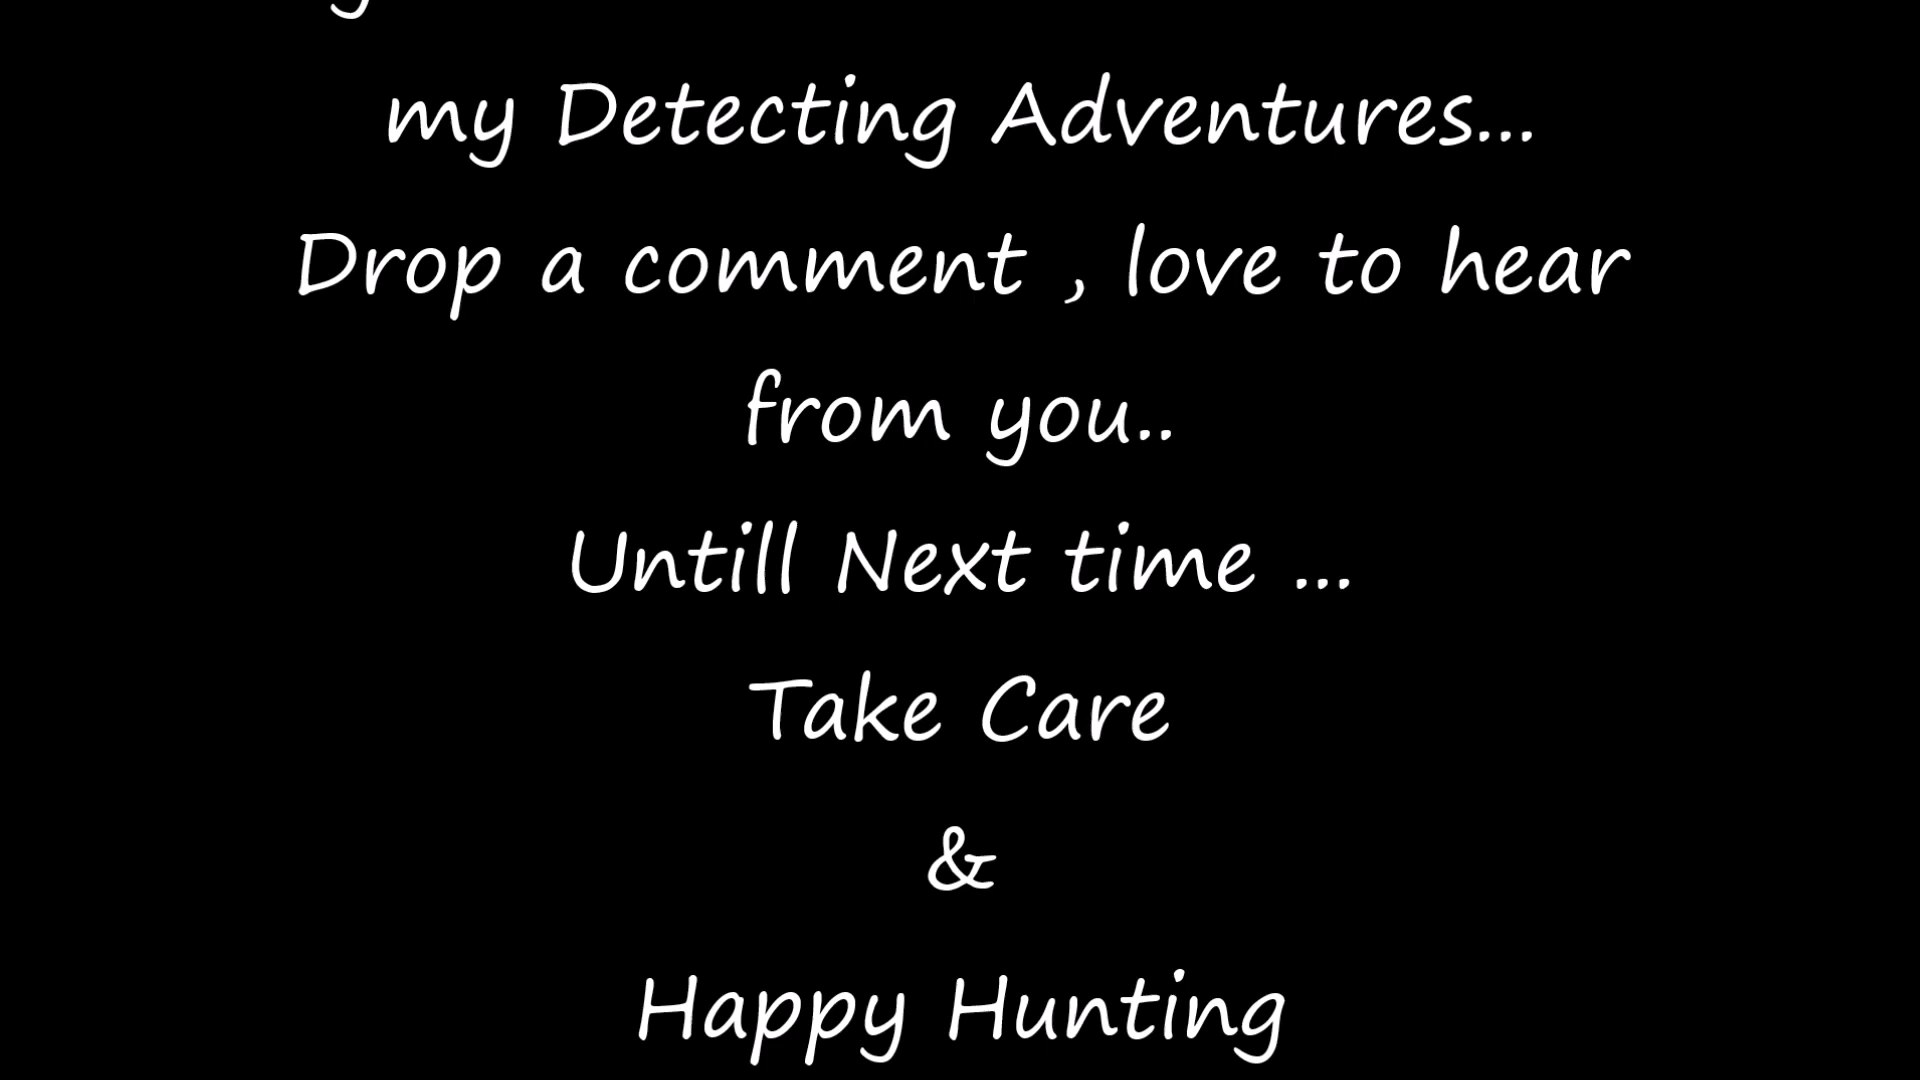 my Detecting Adventures...
Drop a comment , love to hear
from you..
Untill Next time ...
Take Care
&
Happy Hunting